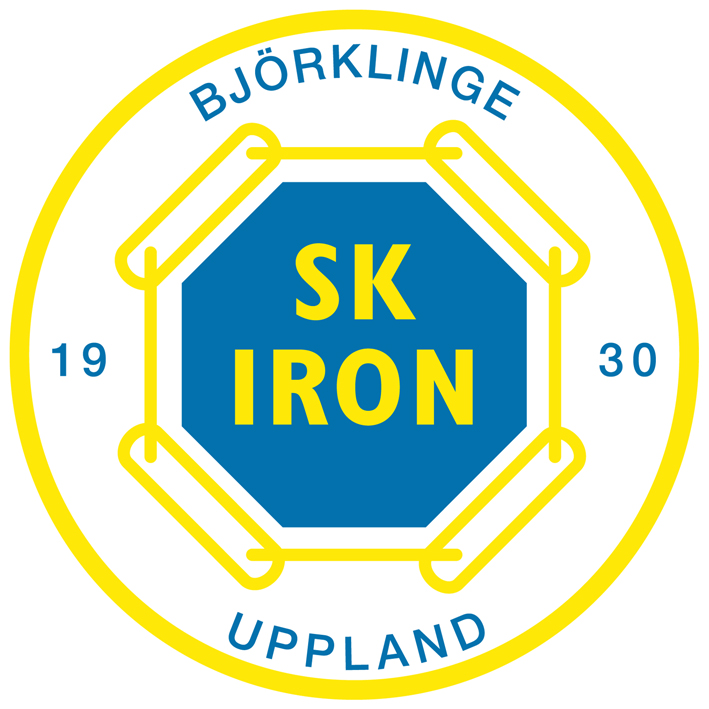 BJÖRKLINGE
SK
IRON
19 30
UPPLAND